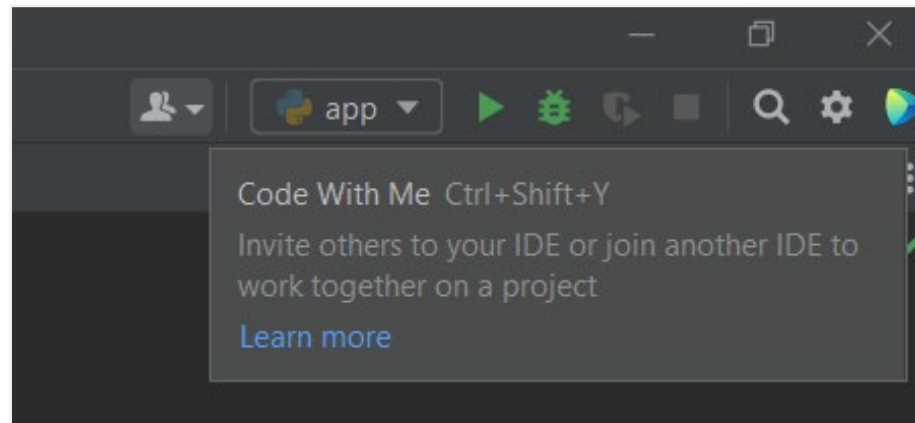 app
Code With Me Ctrl+Shift+Y
Invite others to your IDE or join another IDE to
work together on a project
Learn more